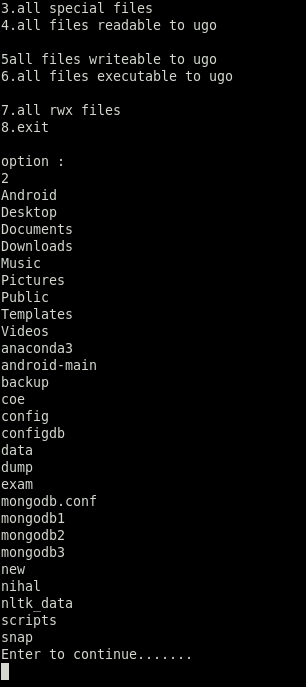 3.all special files
4.all files readable to ugo
5all files writeable to ugo
6.all files executable to ugo
7.all rwx files
8.exit
option :
2
Android
Desktop
Documents
Downloads
Music
Pictures
Public
Templates
Videos
anaconda3
android-main
backup
coe
config
configdb
data
dump
exam
mongodb.conf
mongodb1
mongodb2
mongodb3
new
nihal
nltk_data
scripts
snap
Enter to continue.......